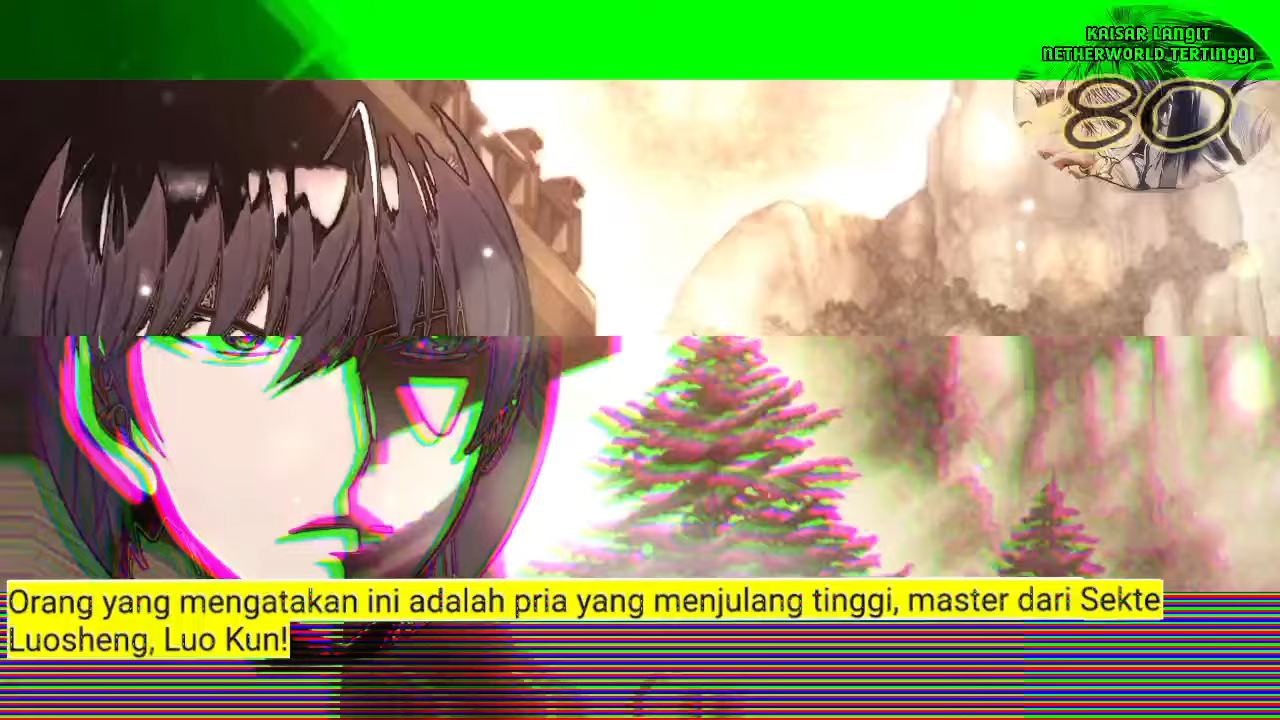 KAISAR LANGIT
NETHERWORLD TERTINGGI
80
Orang yang mengatakan ini adalah pria yang menjulang tinggi, master dari Sekte
Luosheng, Luo Kun!